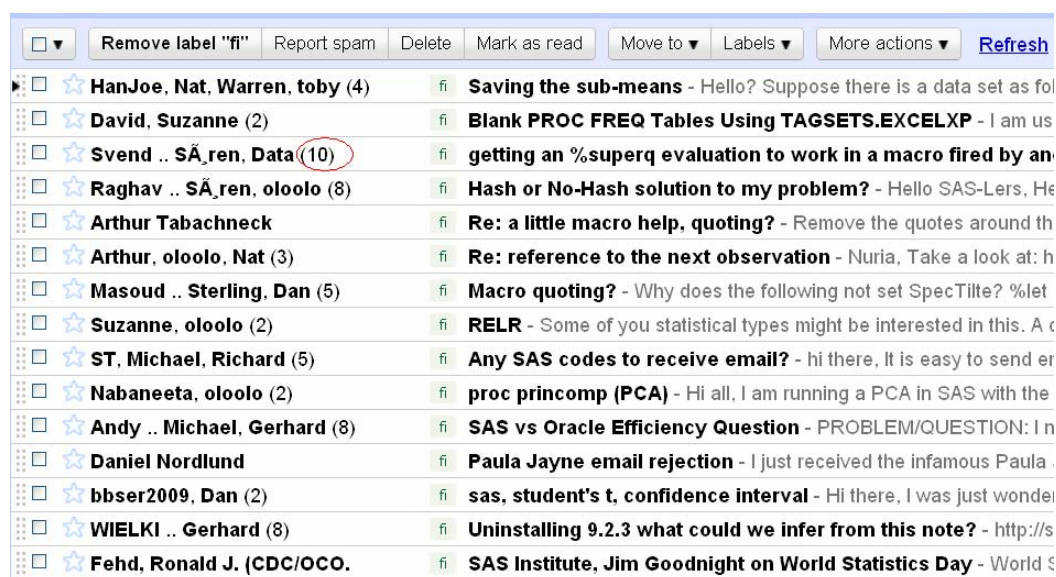 Remove label "fi" Report spam Delete Mark as read Move to ▼ Labels ▼ More actions ▼ Refresh
HanJoe, Nat, Warren, toby (4) fi Saving the sub-means - Hello? Suppose there is a data set as fol
David, Suzanne (2) fi Blank PROC FREQ Tables Using TAGSETS.EXCELXP - I am us
Svend .. SÃ¸ren, Data (10) fi getting an %superq evaluation to work in a macro fired by an
Raghav .. SÃ¸ren, oloolo (8) fi Hash or No-Hash solution to my problem? - Hello SAS-Lers, He
Arthur Tabachneck fi Re: a little macro help, quoting? - Remove the quotes around th
Arthur, oloolo, Nat (3) fi Re: reference to the next observation - Nuria, Take a look at: h
Masoud .. Sterling, Dan (5) fi Macro quoting? - Why does the following not set SpecTilte? %let
Suzanne, oloolo (2) fi RELR - Some of you statistical types might be interested in this. A
ST, Michael, Richard (5) fi Any SAS codes to receive email? - hi there, It is easy to send er
Nabaneeta, oloolo (2) fi proc princomp (PCA) - Hi all, I am running a PCA in SAS with the
Andy .. Michael, Gerhard (8) fi SAS vs Oracle Efficiency Question - PROBLEM/QUESTION: I n
Daniel Nordlund fi Paula Jayne email rejection - I just received the infamous Paula
bbser2009, Dan (2) fi sas, student's t, confidence interval - Hi there, I was just wonder
WIELKI .. Gerhard (8) fi Uninstalling 9.2.3 what could we infer from this note? - http://s
Fehd, Ronald J. (CDC/OCO. fi SAS Institute, Jim Goodnight on World Statistics Day - World S